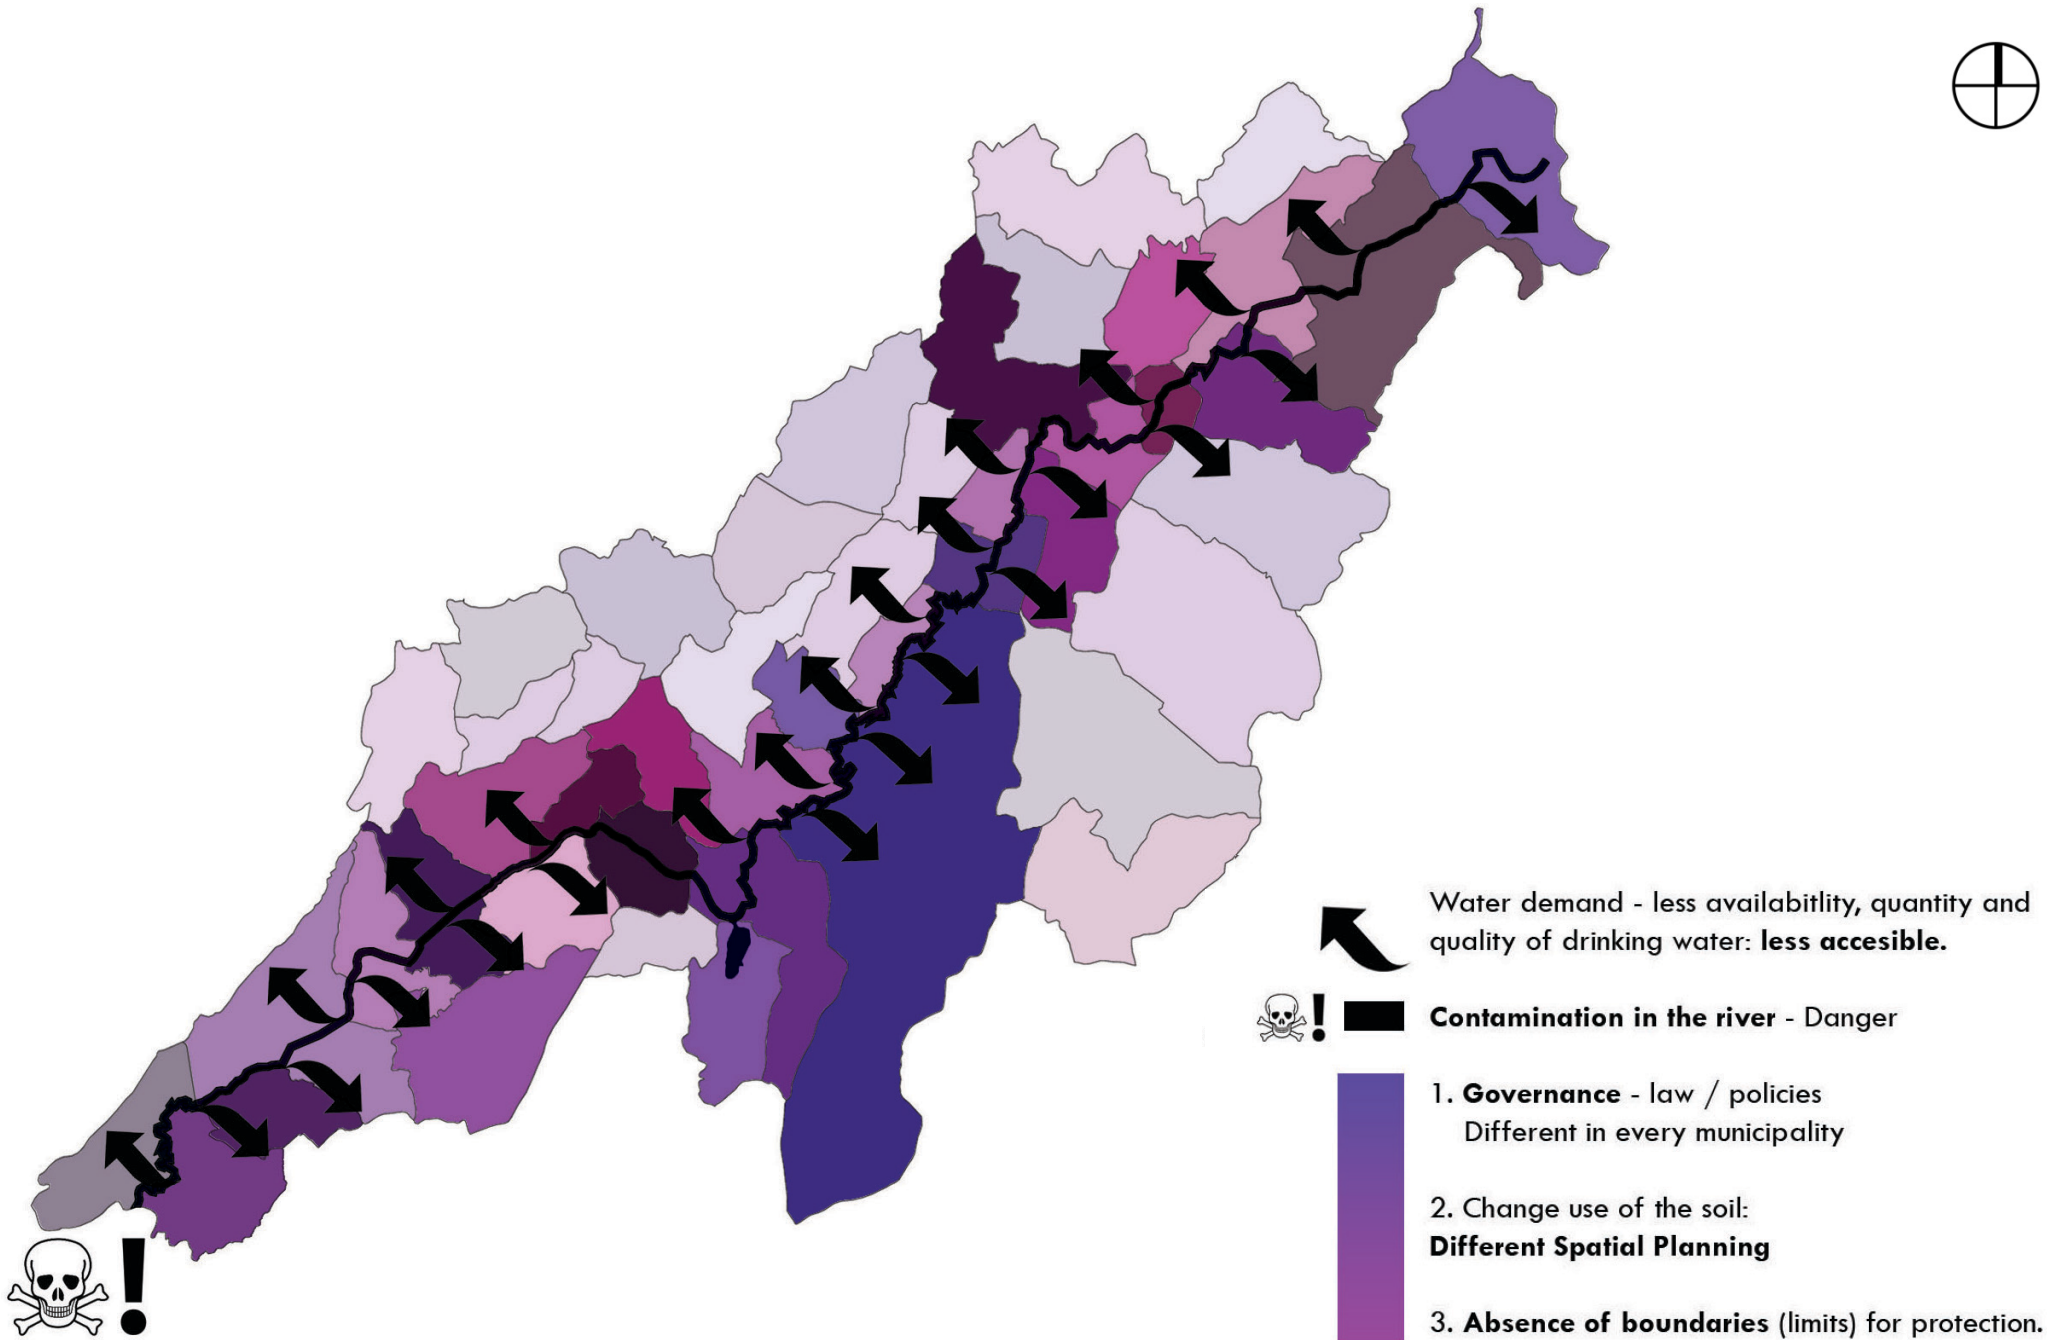 Water demand - less availabitlity, quantity and
quality of drinking water: less accesible.
Contamination in the river - Danger
1. Governance - law / policies
Different in every municipality
2. Change use of the soil:
Different Spatial Planning
3. Absence of boundaries (limits) for protection.